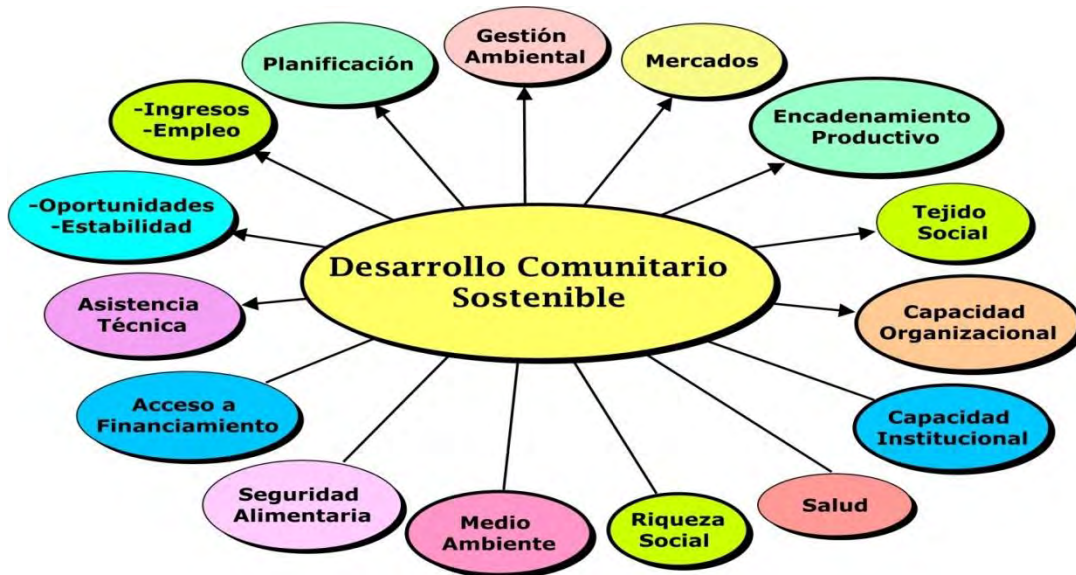 Gestión
Ambiental
Planificación
Mercados
-Ingresos
-Empleo
Encadenamiento
Productivo
-Oportunidades
-Estabilidad
Tejido
Social
Desarrollo Comunitario
Sostenible
Asistencia
Técnica
Capacidad
Organizacional
Acceso a
Financiamiento
Capacidad
Institucional
Seguridad
Alimentaria
Medio
Ambiente
Riqueza
Social
Salud